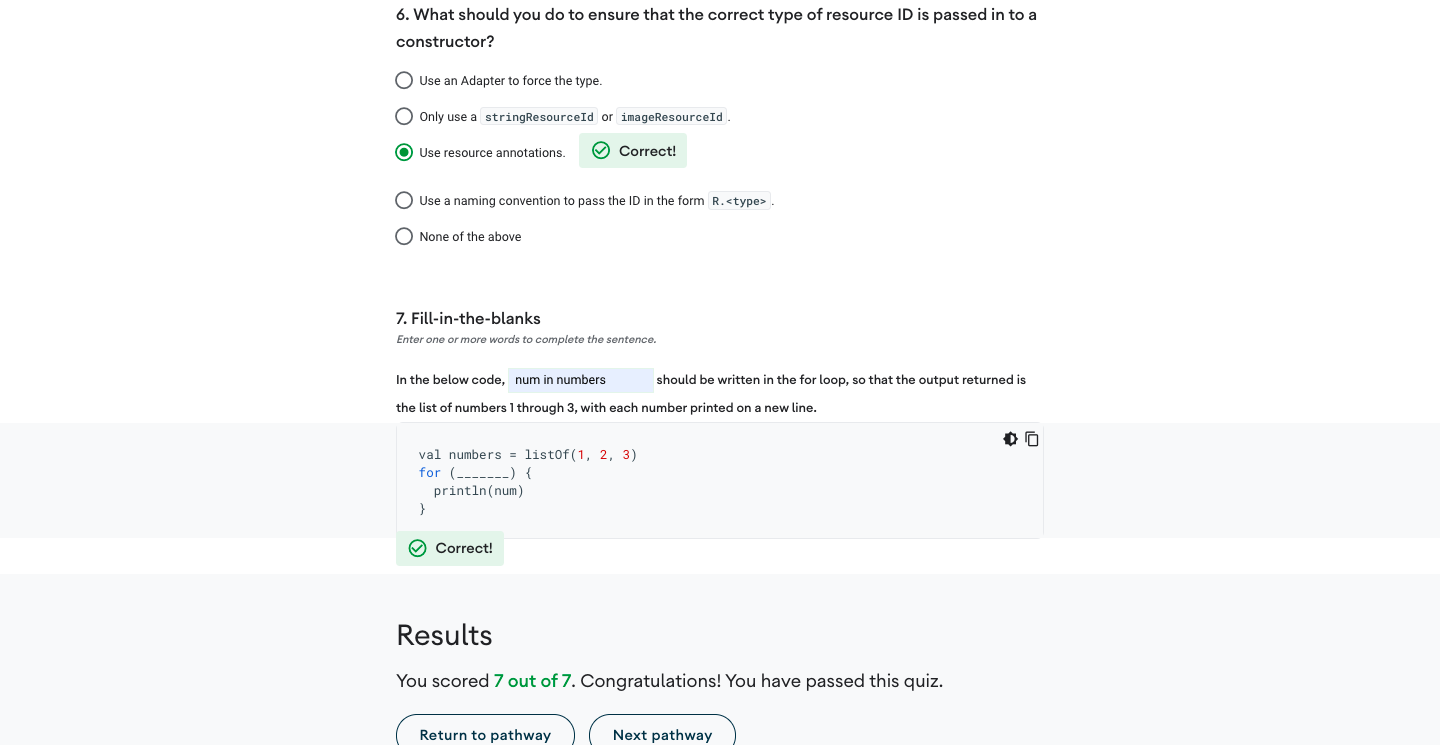 6. What should you do to ensure that the correct type of resource ID is passed in to a
constructor?
Use an Adapter to force the type.
Only use a stringResourceId or imageResourceId.
Use resource annotations. Correct!
Use a naming convention to pass the ID in the form R.<type>.
None of the above
7. Fill-in-the-blanks
Enter one or more words to complete the sentence.
In the below code, num in numbers should be written in the for loop, so that the output returned is
the list of numbers 1 through 3, with each number printed on a new line.
val numbers = listOf(1, 2, 3)
for (_______) {
  println(num)
}
Correct!
Results
You scored 7 out of 7. Congratulations! You have passed this quiz.
Return to pathway Next pathway